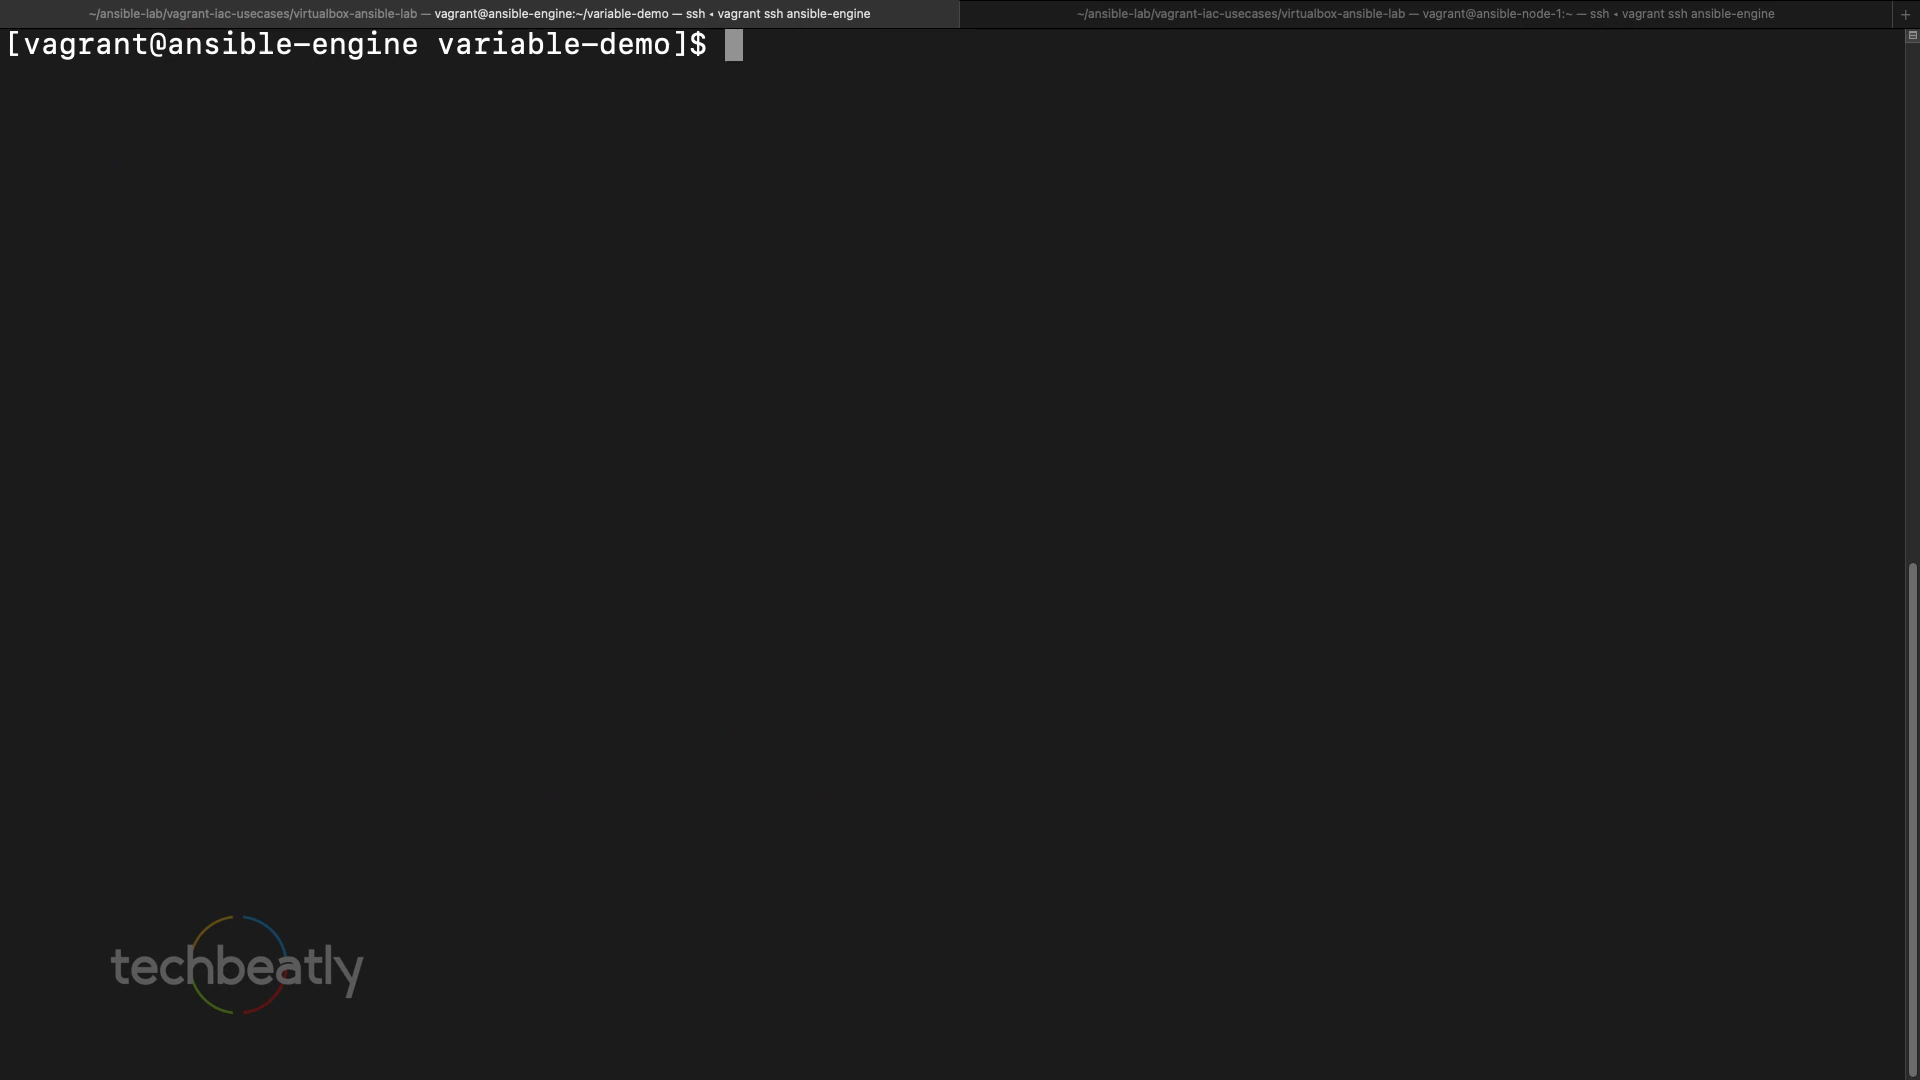 ~/ansible-lab/vagrant-iac-usecases/virtualbox-ansible-lab — vagrant@ansible-engine:~/variable-demo — ssh ◂ vagrant ssh ansible-engine
~/ansible-lab/vagrant-iac-usecases/virtualbox-ansible-lab — vagrant@ansible-node-1:~ — ssh ◂ vagrant ssh ansible-engine
[vagrant@ansible-engine variable-demo]$
techbeatly